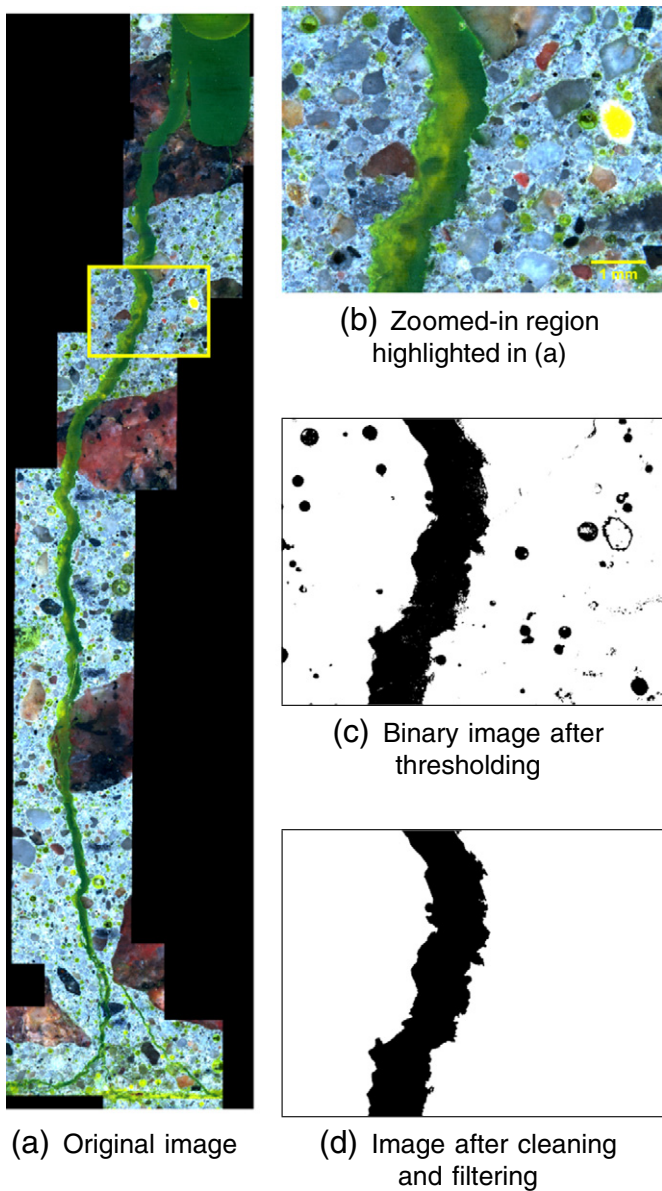 1 mm
(b) Zoomed-in region
highlighted in (a)
(c) Binary image after
thresholding
(a) Original image
(d) Image after cleaning
and filtering